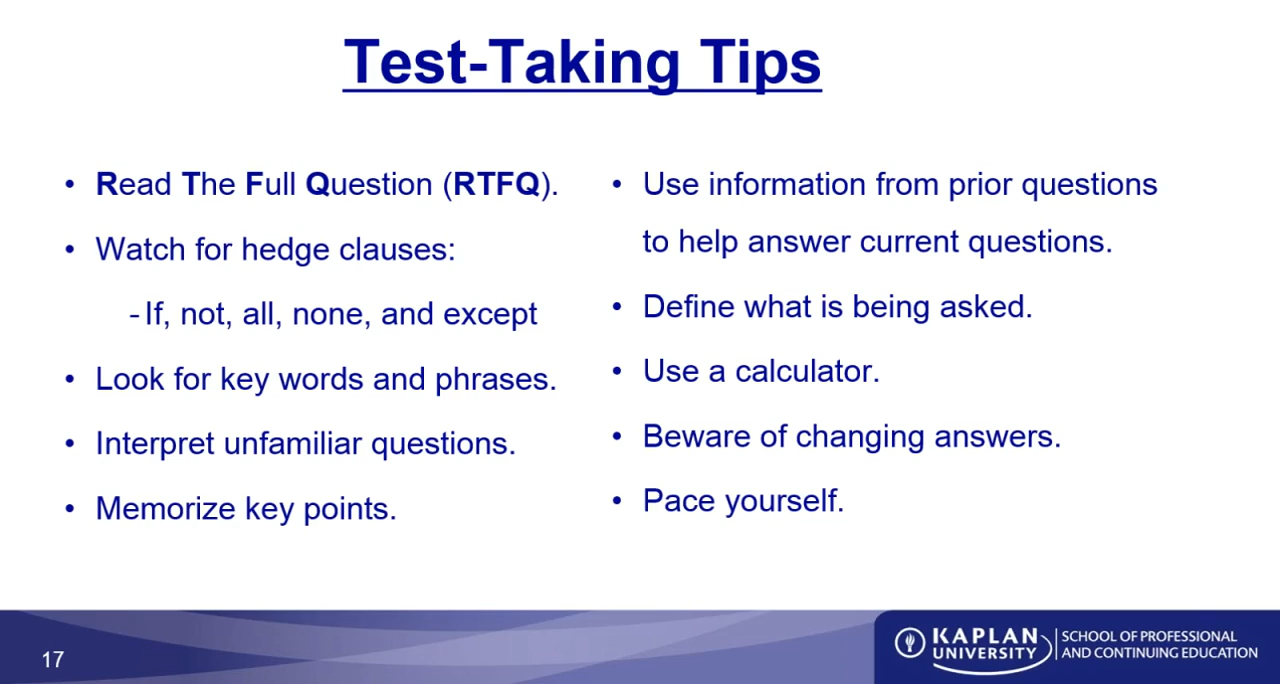 Test-Taking Tips
• Read The Full Question (RTFQ).
• Watch for hedge clauses:
- If, not, all, none, and except
• Look for key words and phrases.
• Interpret unfamiliar questions.
• Memorize key points.
• Use information from prior questions
to help answer current questions.
• Define what is being asked.
• Use a calculator.
• Beware of changing answers.
• Pace yourself.
17
KAPLAN
UNIVERSITY
SCHOOL OF PROFESSIONAL
AND CONTINUING EDUCATION